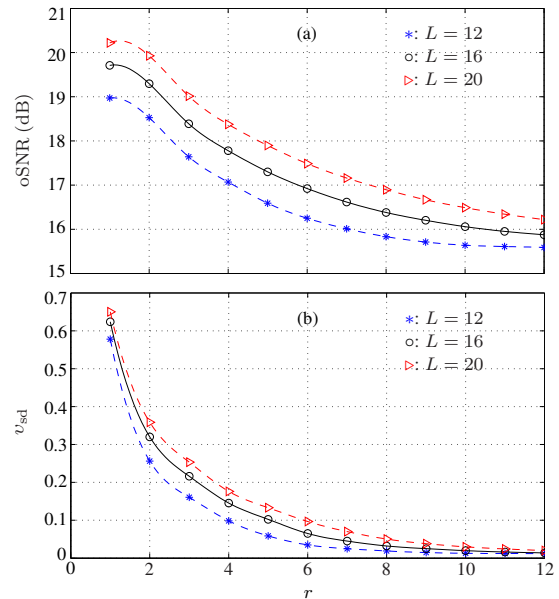 (a)
*: L = 12
○: L = 16
▷: L = 20
oSNR (dB)
21
20
19
18
17
16
15
(b)
*: L = 12
○: L = 16
▷: L = 20
υsd
0.7
0.6
0.5
0.4
0.3
0.2
0.1
0
0 2 4 6 8 10 12
r